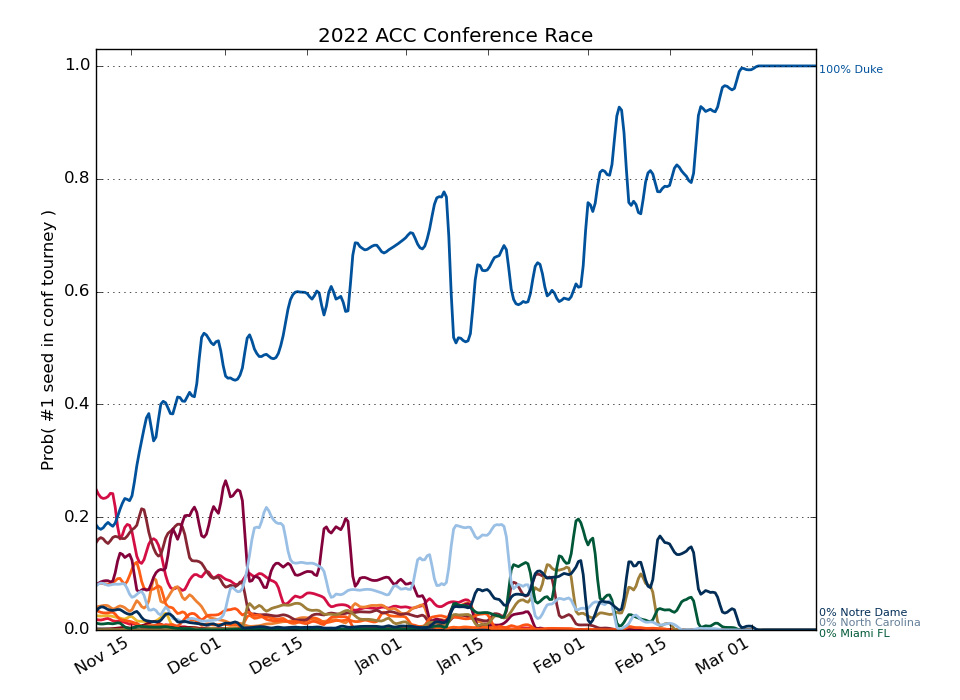 2022 ACC Conference Race
Prob( #1 seed in conf tourney )
1.0
0.8
0.6
0.4
0.2
0.0
Nov 15
Dec 01
Dec 15
Jan 01
Jan 15
Feb 01
Feb 15
Mar 01
100% Duke
0% Notre Dame
0% North Carolina
0% Miami FL